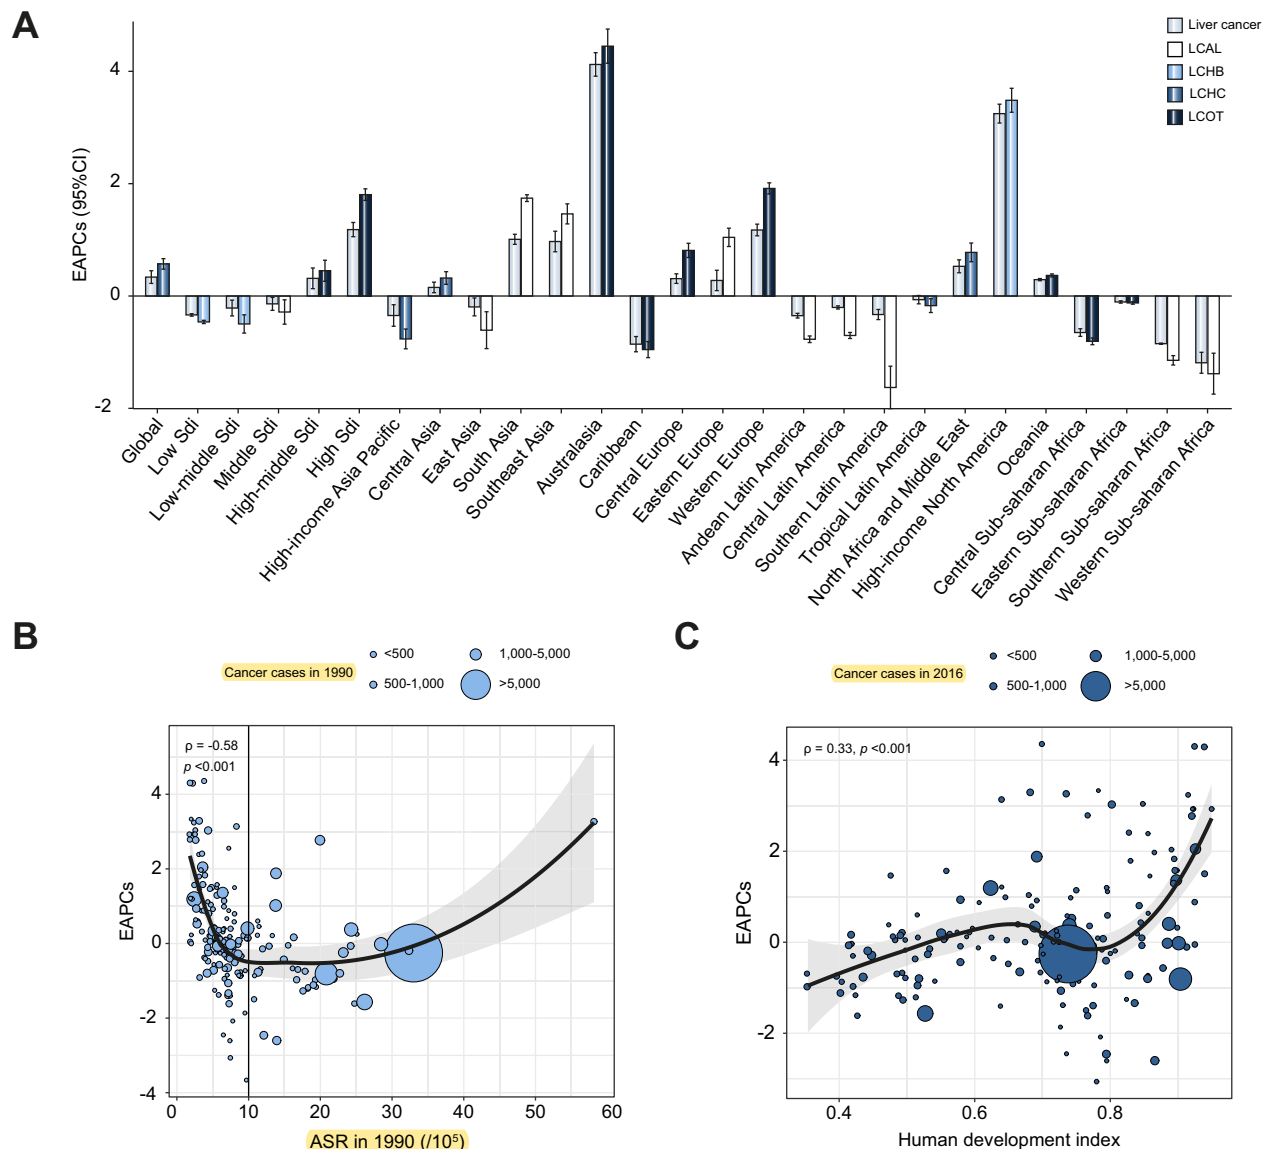 A
Liver cancer
LCAL
LCHB
LCHC
LCOT
EAPCs (95%CI)
4
2
0
-2
Global
Low Sdi
Low-middle Sdi
Middle Sdi
High-middle Sdi
High Sdi
High-income Asia Pacific
Central Asia
East Asia
South Asia
Southeast Asia
Australasia
Caribbean
Central Europe
Eastern Europe
Western Europe
Andean Latin America
Central Latin America
Southern Latin America
Tropical Latin America
North Africa and Middle East
High-income North America
Oceania
Central Sub-saharan Africa
Eastern Sub-saharan Africa
Southern Sub-saharan Africa
Western Sub-saharan Africa
B
Cancer cases in 1990
<500
1,000-5,000
500-1,000
>5,000
ρ = -0.58
p <0.001
EAPCs
4
2
0
-2
-4
0 10 20 30 40 50 60
ASR in 1990 (/10⁵)
C
Cancer cases in 2016
<500
1,000-5,000
500-1,000
>5,000
ρ = 0.33, p <0.001
EAPCs
4
2
0
-2
0.4 0.6 0.8
Human development index